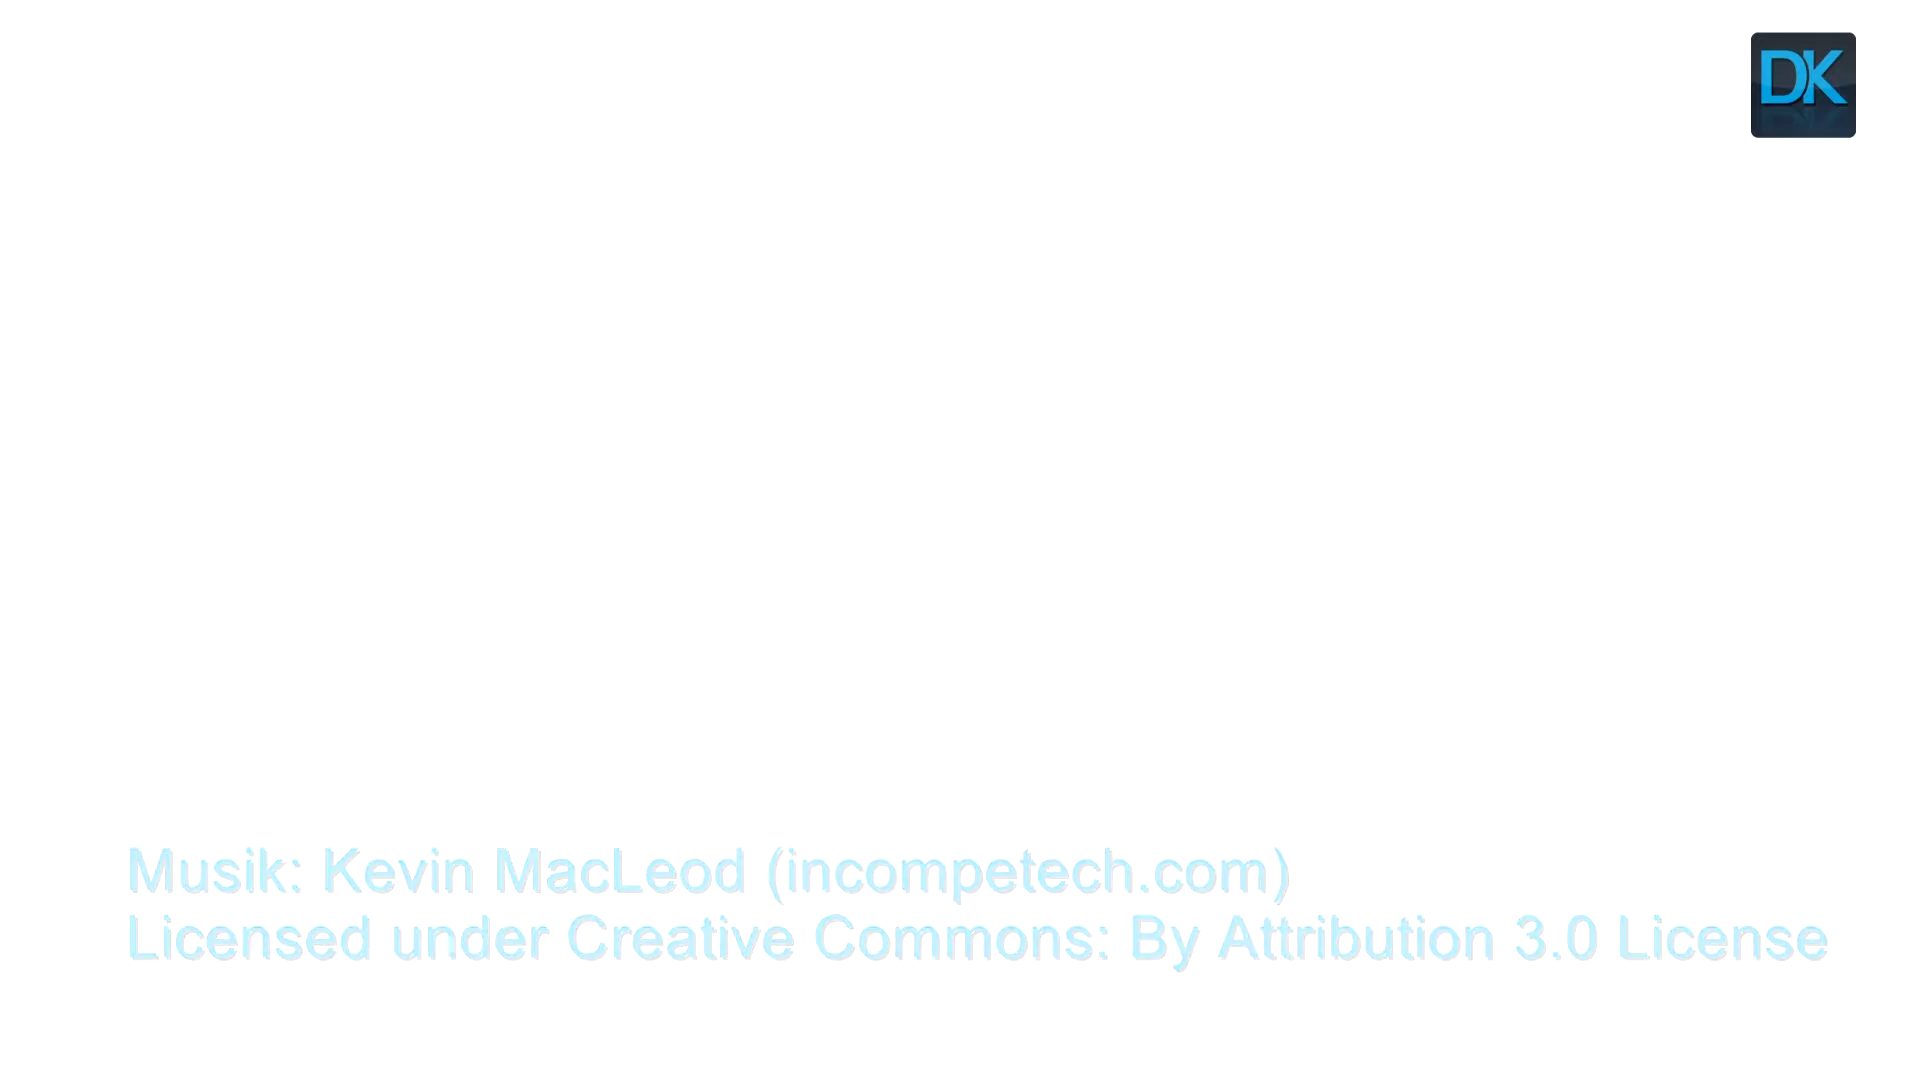 DK
Musik: Kevin MacLeod (incompetech.com)
Licensed under Creative Commons: By Attribution 3.0 License